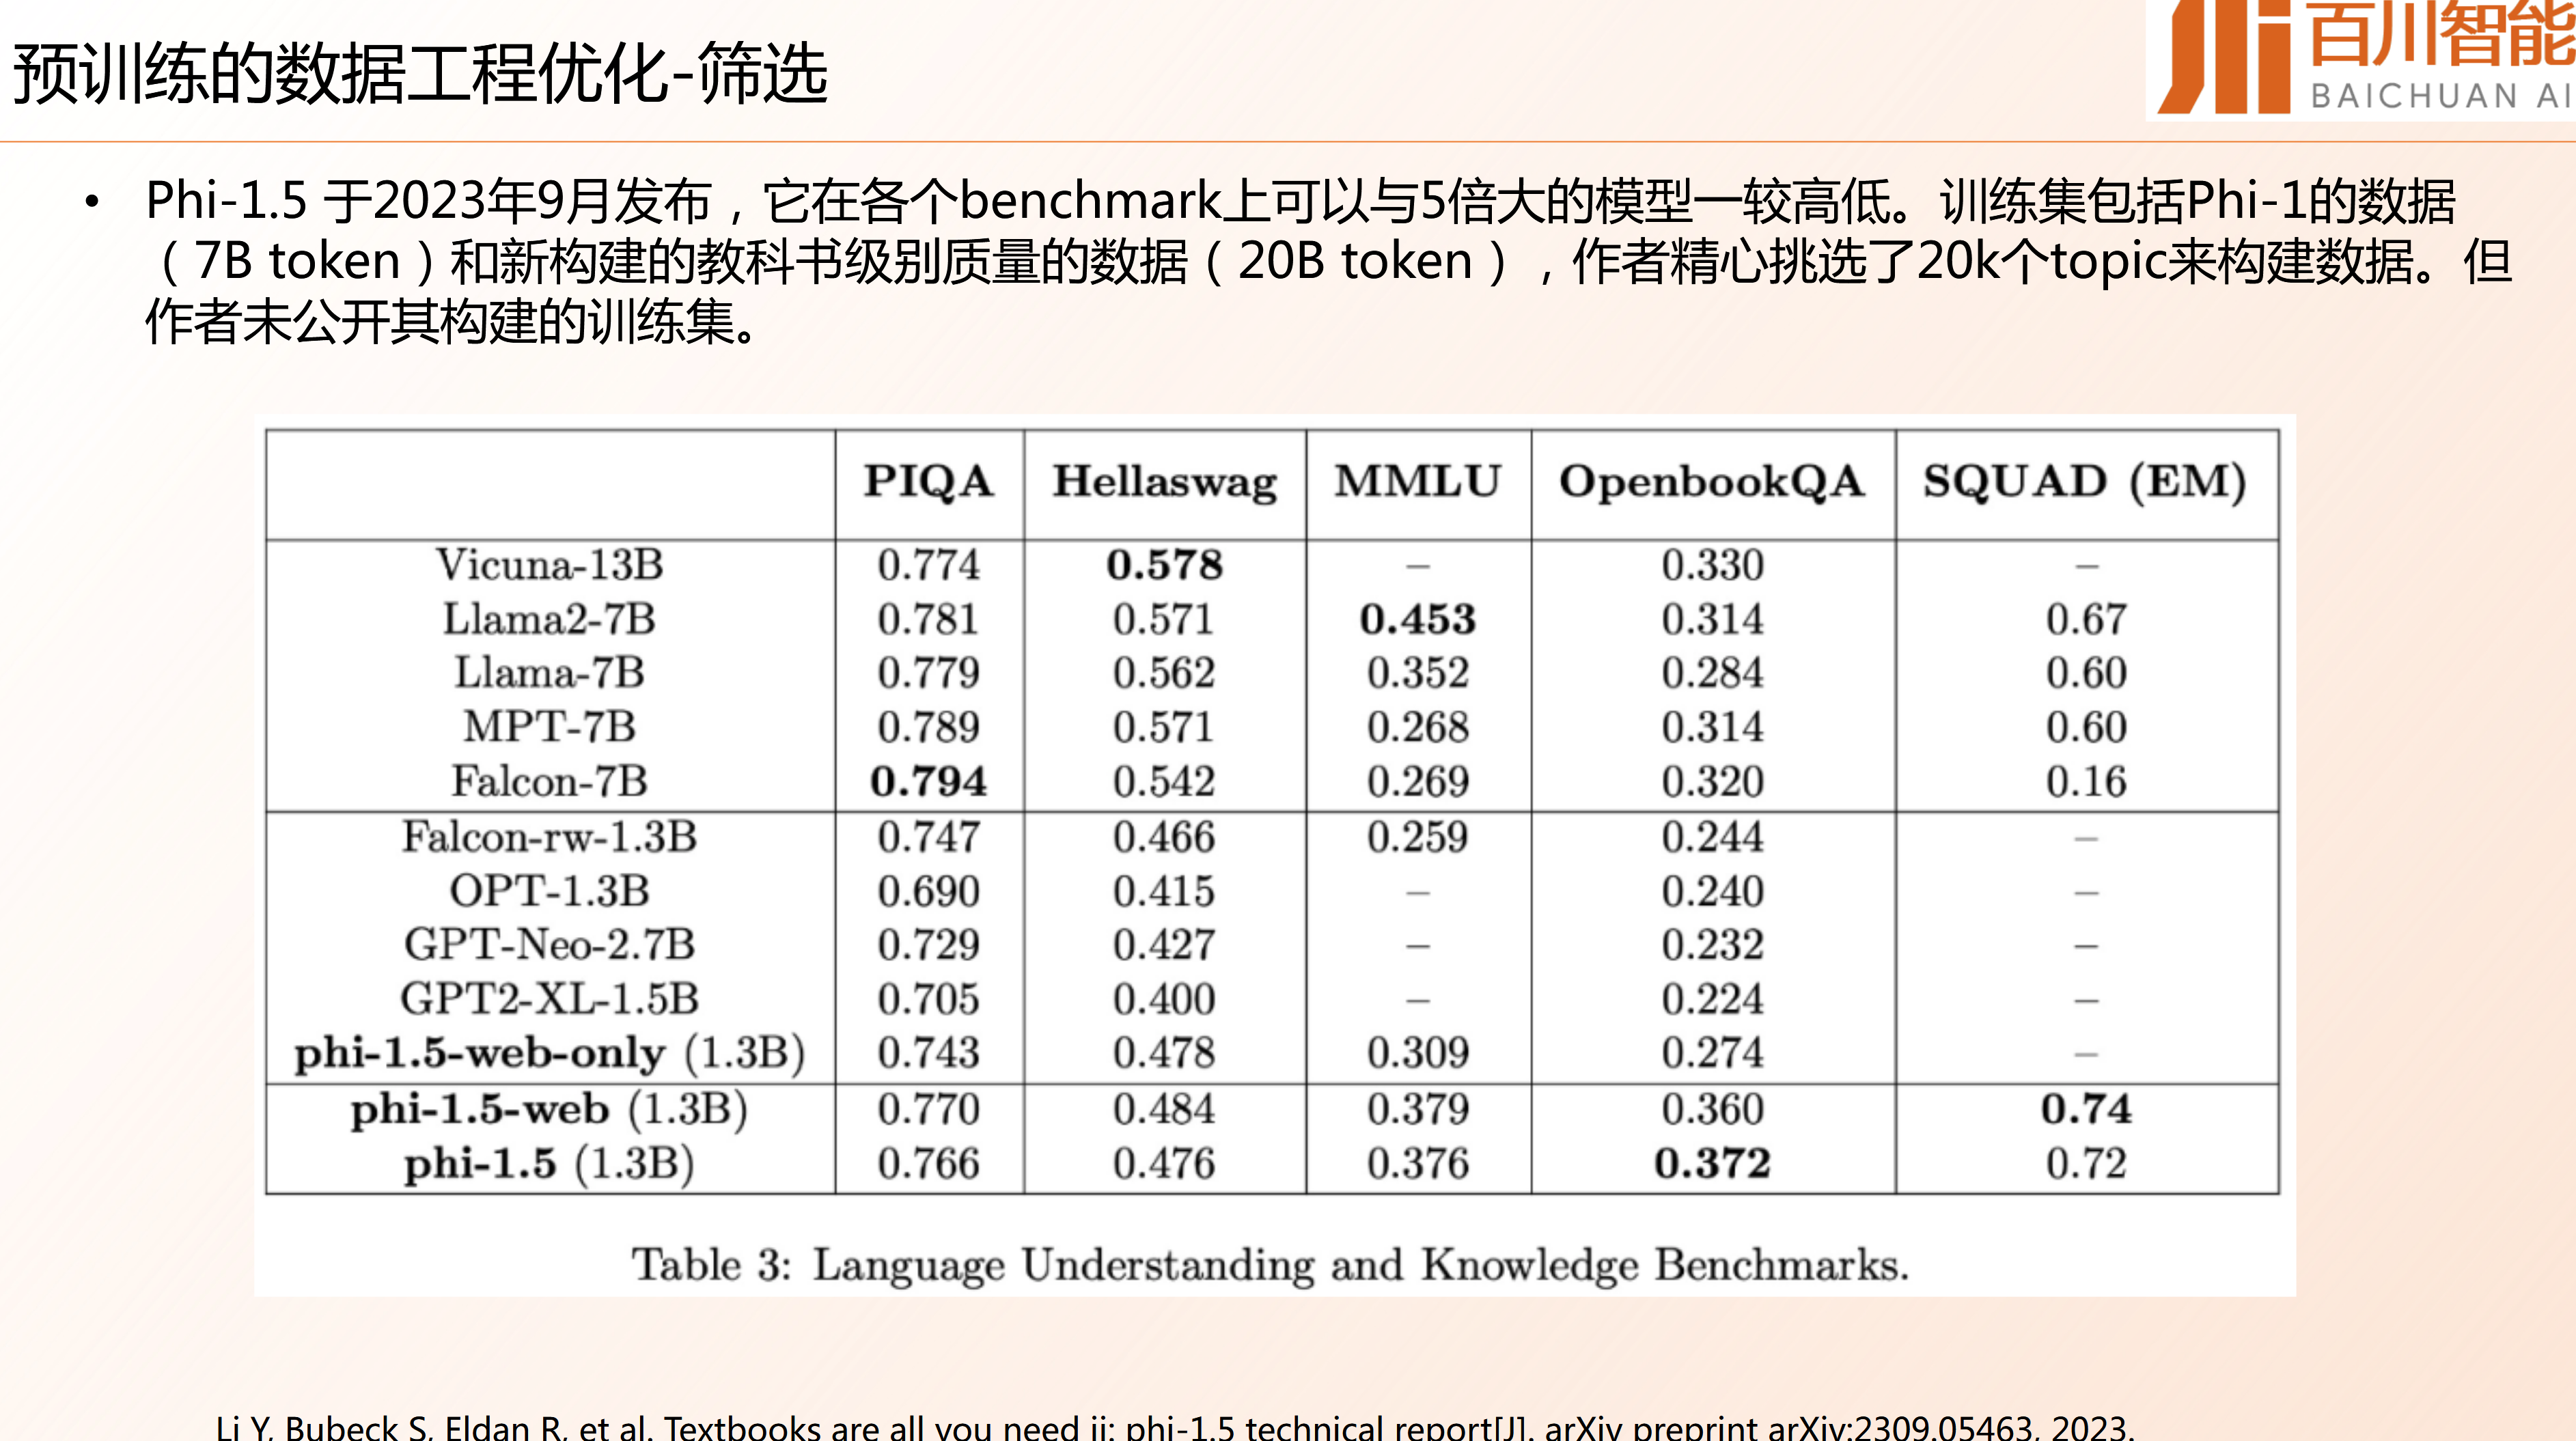 预训练的数据工程优化-筛选
百川智能
BAICHUAN AI
• Phi-1.5 于2023年9月发布，它在各个benchmark上可以与5倍大的模型一较高低。训练集包括Phi-1的数据
（7B token）和新构建的教科书级别质量的数据（20B token），作者精心挑选了20k个topic来构建数据。但
作者未公开其构建的训练集。
PIQA Hellaswag MMLU OpenbookQA SQUAD (EM)
Vicuna-13B 0.774 0.578 – 0.330 –
Llama2-7B 0.781 0.571 0.453 0.314 0.67
Llama-7B 0.779 0.562 0.352 0.284 0.60
MPT-7B 0.789 0.571 0.268 0.314 0.60
Falcon-7B 0.794 0.542 0.269 0.320 0.16
Falcon-rw-1.3B 0.747 0.466 0.259 0.244 –
OPT-1.3B 0.690 0.415 – 0.240 –
GPT-Neo-2.7B 0.729 0.427 – 0.232 –
GPT2-XL-1.5B 0.705 0.400 – 0.224 –
phi-1.5-web-only (1.3B) 0.743 0.478 0.309 0.274 –
phi-1.5-web (1.3B) 0.770 0.484 0.379 0.360 0.74
phi-1.5 (1.3B) 0.766 0.476 0.376 0.372 0.72
Table 3: Language Understanding and Knowledge Benchmarks.
Li Y, Bubeck S, Eldan R, et al. Textbooks are all you need ii: phi-1.5 technical report[J]. arXiv preprint arXiv:2309.05463, 2023.